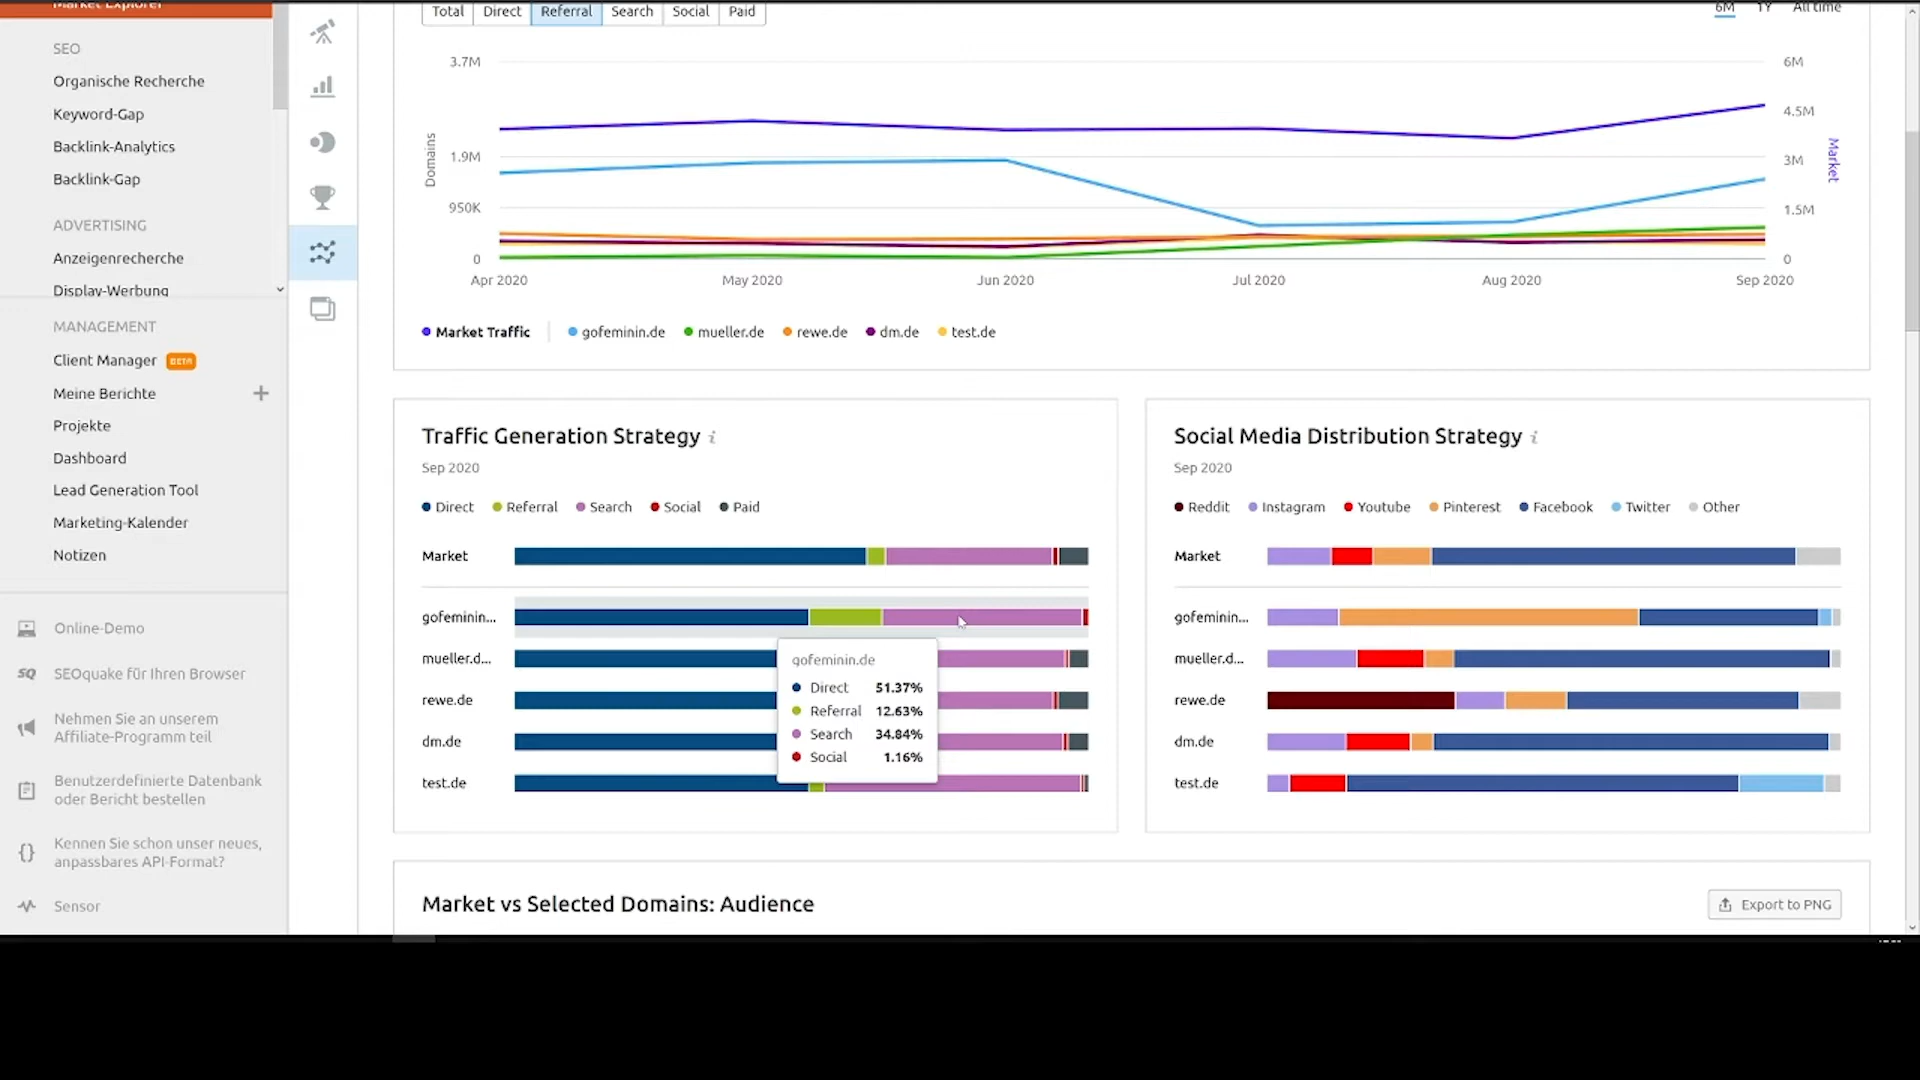 Market Explorer
SEO
Organische Recherche
Keyword-Gap
Backlink-Analytics
Backlink-Gap
ADVERTISING
Anzeigenrecherche
Display-Werbung
MANAGEMENT
Client Manager BETA
Meine Berichte
Projekte
Dashboard
Lead Generation Tool
Marketing-Kalender
Notizen
Online-Demo
SQ SEOquake für Ihren Browser
Nehmen Sie an unserem
Affiliate-Programm teil
Benutzerdefinierte Datenbank
oder Bericht bestellen
Kennen Sie schon unser neues,
anpassbares API-Format?
Sensor
Total Direct Referral Search Social Paid
6M 1Y All time
3.7M
1.9M
950K
0
Domains
6M
4.5M
3M
1.5M
0
Market
Apr 2020 May 2020 Jun 2020 Jul 2020 Aug 2020 Sep 2020
Market Traffic gofeminin.de mueller.de rewe.de dm.de test.de
Traffic Generation Strategy i
Sep 2020
Direct Referral Search Social Paid
Market
gofeminin...
mueller.d...
rewe.de
dm.de
test.de
gofeminin.de
Direct 51.37%
Referral 12.63%
Search 34.84%
Social 1.16%
Social Media Distribution Strategy i
Sep 2020
Reddit Instagram Youtube Pinterest Facebook Twitter Other
Market
gofeminin...
mueller.d...
rewe.de
dm.de
test.de
Market vs Selected Domains: Audience
Export to PNG